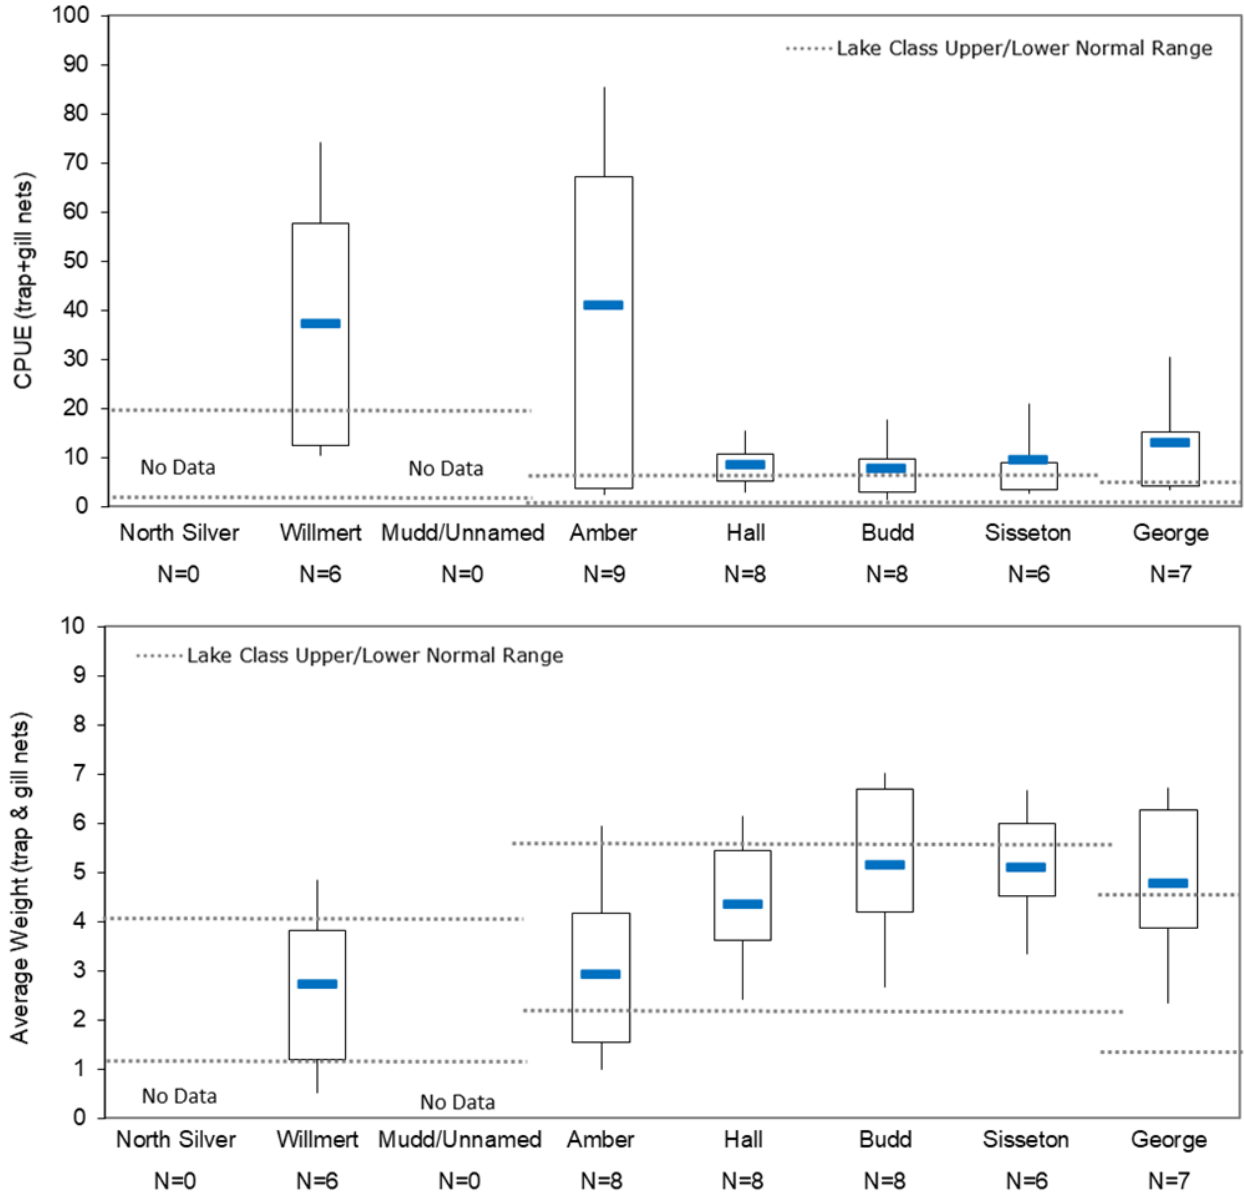 100
Lake Class Upper/Lower Normal Range
90
80
70
60
50
40
30
20
10
0
CPUE (trap+gill nets)
No Data
No Data
North Silver Willmert Mudd/Unnamed Amber Hall Budd Sisseton George
N=0 N=6 N=0 N=9 N=8 N=8 N=6 N=7
10
Lake Class Upper/Lower Normal Range
9
8
7
6
5
4
3
2
1
0
Average Weight (trap & gill nets)
No Data
No Data
North Silver Willmert Mudd/Unnamed Amber Hall Budd Sisseton George
N=0 N=6 N=0 N=8 N=8 N=8 N=6 N=7